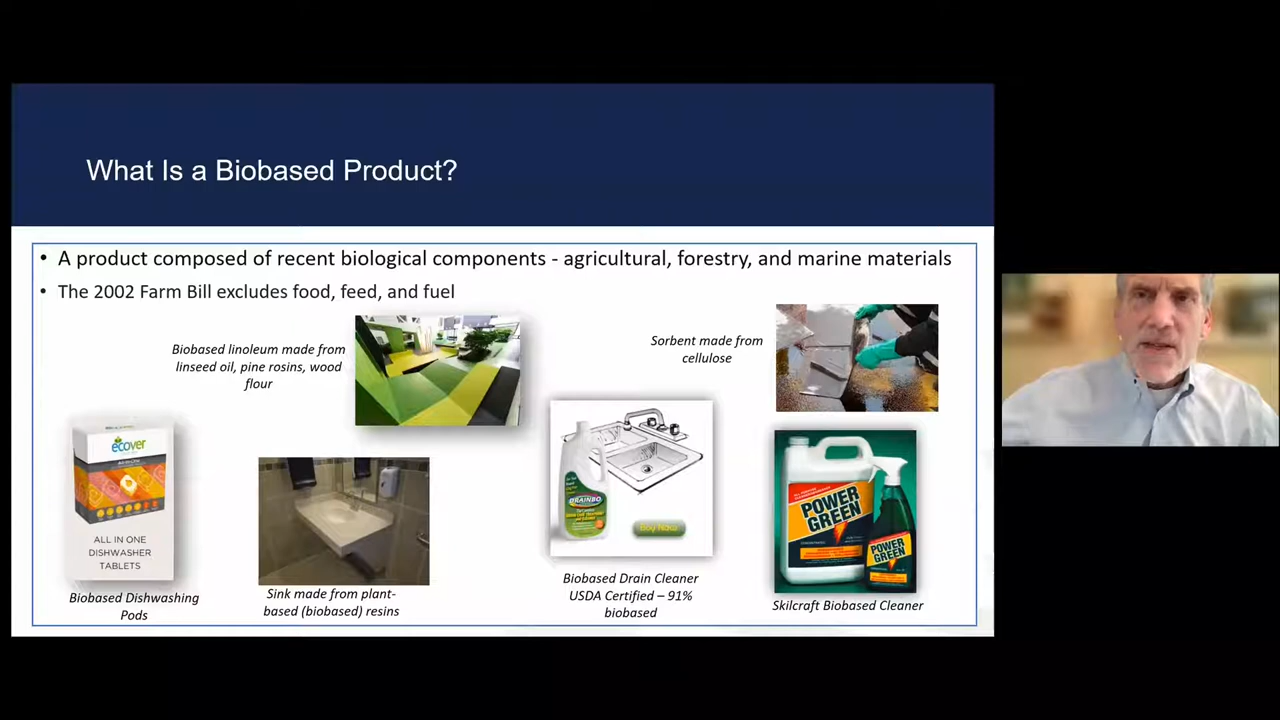 What Is a Biobased Product?
• A product composed of recent biological components - agricultural, forestry, and marine materials
• The 2002 Farm Bill excludes food, feed, and fuel
Biobased linoleum made from
linseed oil, pine rosins, wood
flour
Sorbent made from
cellulose
ecover
ALL IN ONE
DISHWASHER
TABLETS
Biobased Dishwashing
Pods
Sink made from plant-
based (biobased) resins
DRAINBO
Buy Now
Biobased Drain Cleaner
USDA Certified – 91%
biobased
POWER
GREEN
POWER
GREEN
Skilcraft Biobased Cleaner